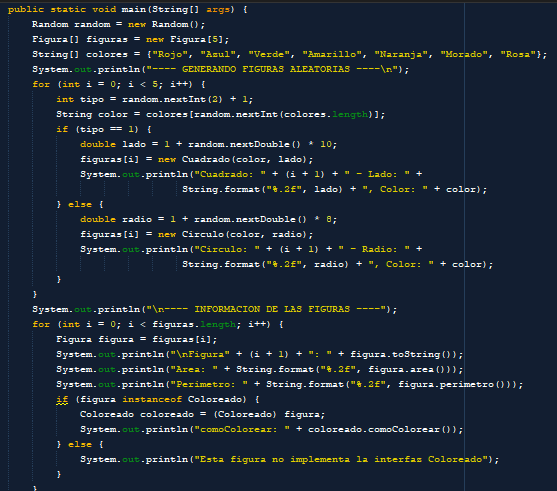 public static void main(String[] args) {
Random random = new Random();
Figura[] figuras = new Figura[5];
String[] colores = {"Rojo", "Azul", "Verde", "Amarillo", "Naranja", "Morado", "Rosa"};
System.out.println("---- GENERANDO FIGURAS ALEATORIAS ----\n");
for (int i = 0; i < 5; i++) {
int tipo = random.nextInt(2) + 1;
String color = colores[random.nextInt(colores.length)];
if (tipo == 1) {
double lado = 1 + random.nextDouble() * 10;
figuras[i] = new Cuadrado(color, lado);
System.out.println("Cuadrado: " + (i + 1) + " - Lado: " +
String.format("%.2f", lado) + ", Color: " + color);
} else {
double radio = 1 + random.nextDouble() * 8;
figuras[i] = new Circulo(color, radio);
System.out.println("Circulo: " + (i + 1) + " - Radio: " +
String.format("%.2f", radio) + ", Color: " + color);
}
}
System.out.println("\n---- INFORMACION DE LAS FIGURAS ----");
for (int i = 0; i < figuras.length; i++) {
Figura figura = figuras[i];
System.out.println("\nFigura" + (i + 1) + ": " + figura.toString());
System.out.println("Area: " + String.format("%.2f", figura.area()));
System.out.println("Perimetro: " + String.format("%.2f", figura.perimetro()));
if (figura instanceof Coloreado) {
Coloreado coloreado = (Coloreado) figura;
System.out.println("comoColorear: " + coloreado.comoColorear());
} else {
System.out.println("Esta figura no implementa la interfaz Coloreado");
}
}